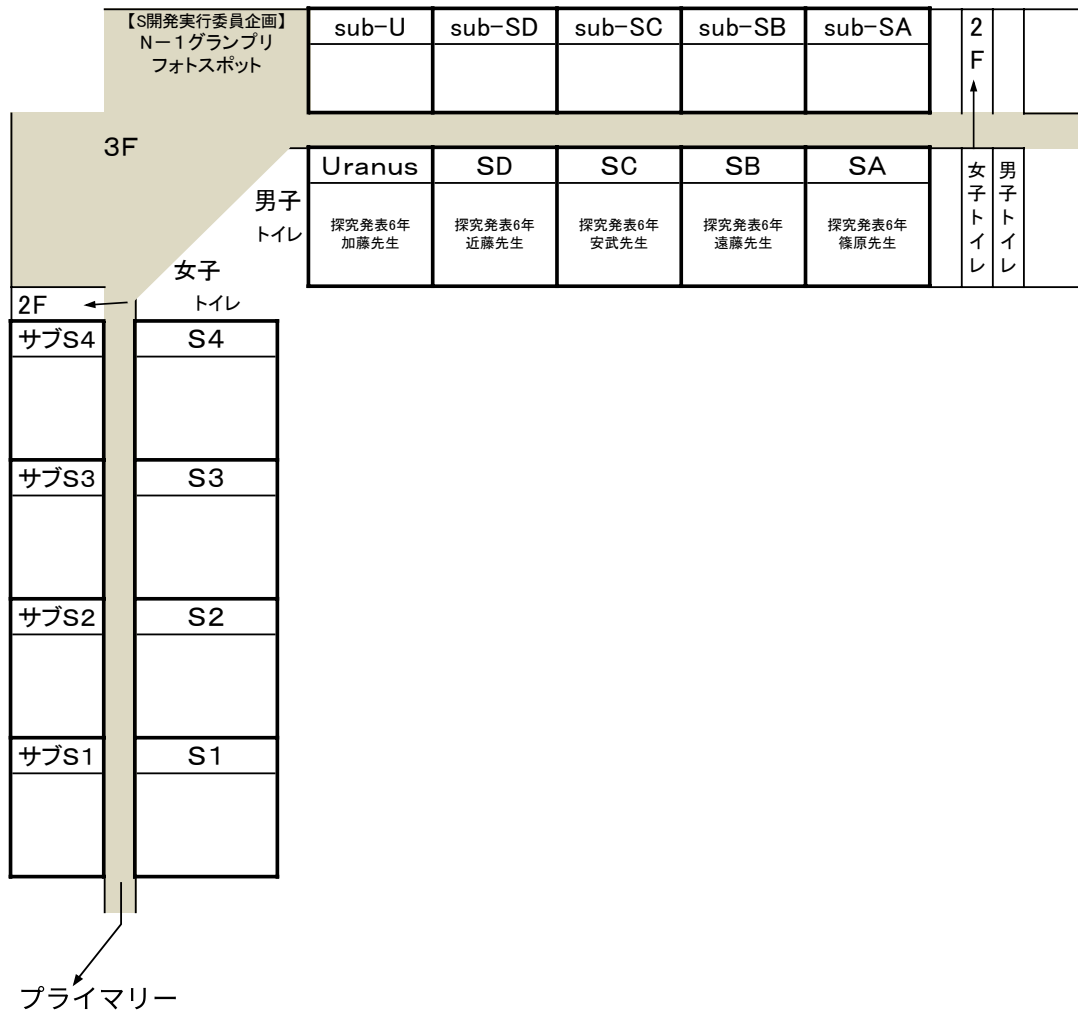 【S開発実行委員企画】
N－1グランプリ
フォトスポット
sub-U
sub-SD
sub-SC
sub-SB
sub-SA
2F
3F
Uranus
SD
SC
SB
SA
探究発表6年
加藤先生
探究発表6年
近藤先生
探究発表6年
安武先生
探究発表6年
遠藤先生
探究発表6年
篠原先生
女子トイレ
男子トイレ
男子
トイレ
女子
トイレ
2F
サブS4
S4
サブS3
S3
サブS2
S2
サブS1
S1
プライマリー